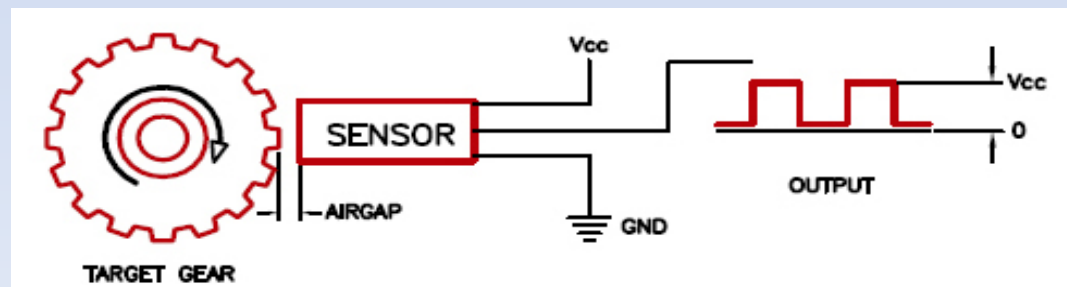 Vcc
SENSOR
Vcc
0
OUTPUT
AIRGAP
GND
TARGET GEAR